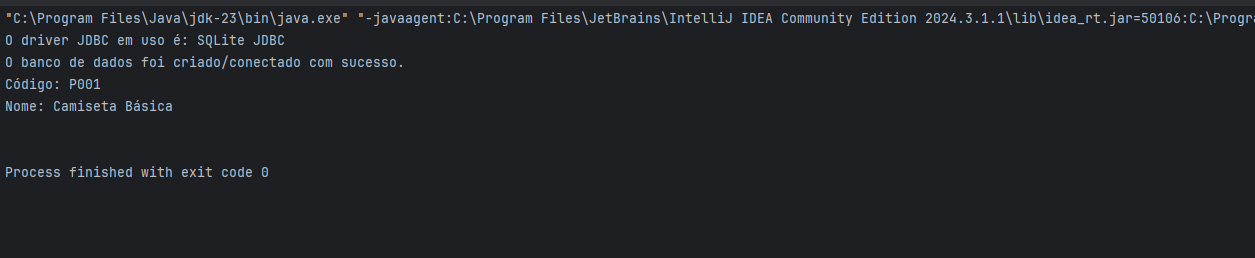 "C:\Program Files\Java\jdk-23\bin\java.exe" "-javaagent:C:\Program Files\JetBrains\IntelliJ IDEA Community Edition 2024.3.1.1\lib\idea_rt.jar=50106:C:\Progra
O driver JDBC em uso é: SQLite JDBC
O banco de dados foi criado/conectado com sucesso.
Código: P001
Nome: Camiseta Básica
Process finished with exit code 0